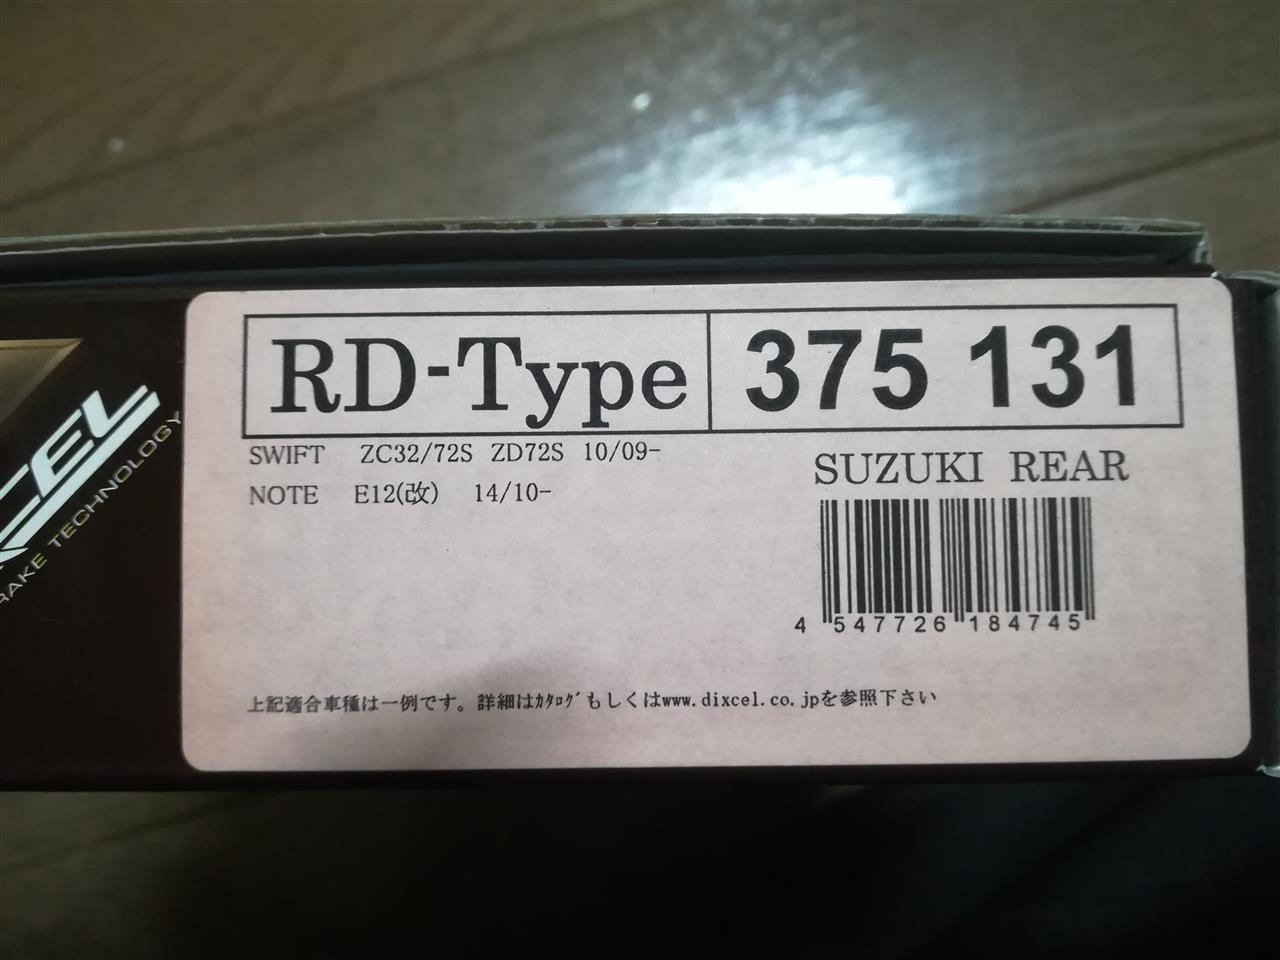 RD-Type 375 131
SWIFT ZC32/72S ZD72S 10/09-
NOTE E12(改) 14/10-
SUZUKI REAR
4 547726 184745
上記適合車種は一例です。詳細はｶﾀﾛｸﾞもしくはwww.dixcel.co.jpを参照下さい
XCEL
RAKE TECHNOLOGY